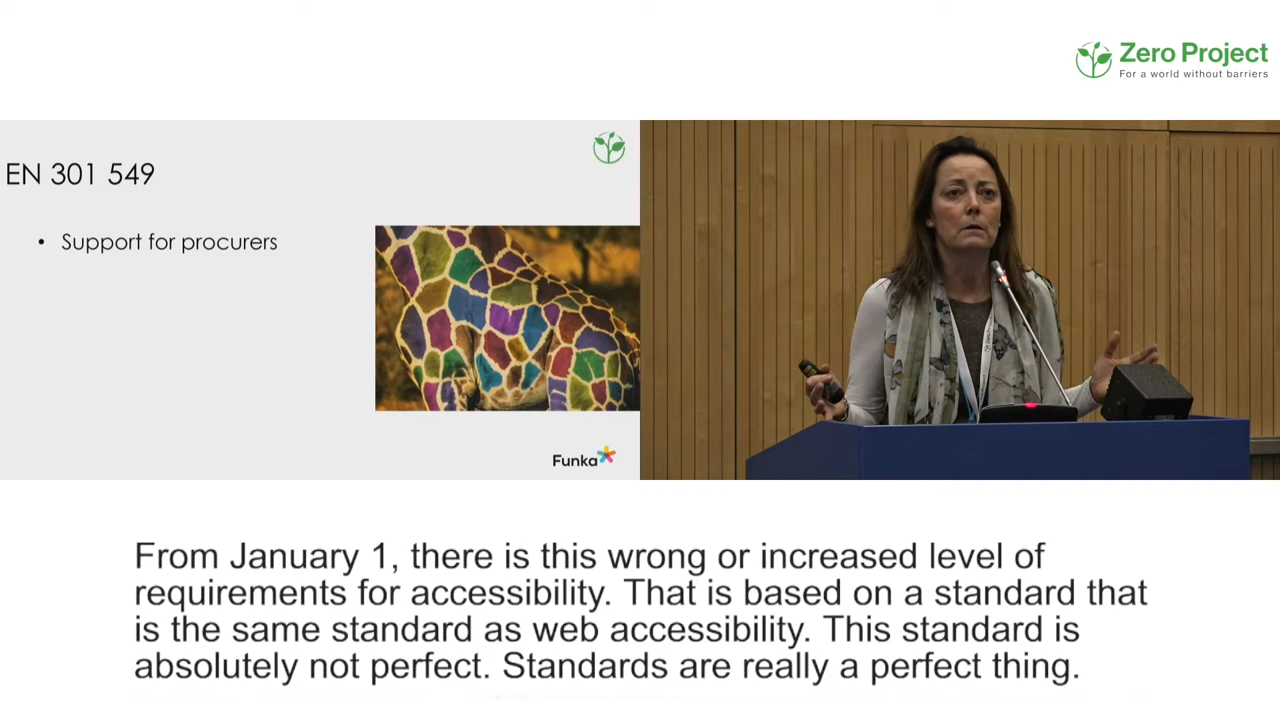 Zero Project
For a world without barriers
EN 301 549
• Support for procurers
Funka
From January 1, there is this wrong or increased level of
requirements for accessibility. That is based on a standard that
is the same standard as web accessibility. This standard is
absolutely not perfect. Standards are really a perfect thing.